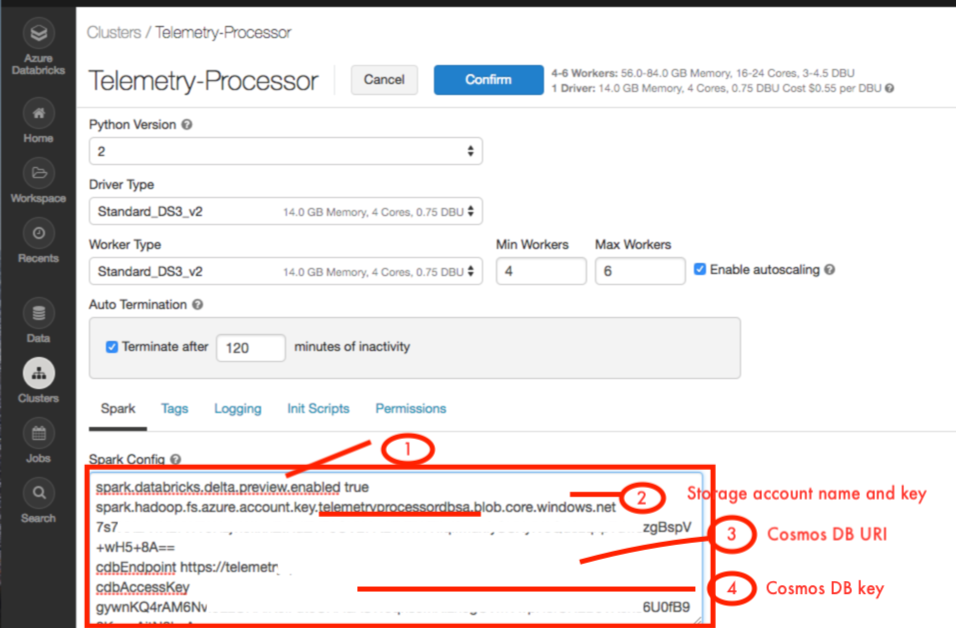 Clusters / Telemetry-Processor
Azure
Databricks
Telemetry-Processor
Cancel
Confirm
4-6 Workers: 56.0-84.0 GB Memory, 16-24 Cores, 3-4.5 DBU
1 Driver: 14.0 GB Memory, 4 Cores, 0.75 DBU Cost $0.55 per DBU
Home
Workspace
Recents
Data
Clusters
Jobs
Search
Python Version
2
Driver Type
Standard_DS3_v2 14.0 GB Memory, 4 Cores, 0.75 DBU
Worker Type Min Workers Max Workers
Standard_DS3_v2 14.0 GB Memory, 4 Cores, 0.75 DBU 4 6 Enable autoscaling
Auto Termination
Terminate after 120 minutes of inactivity
Spark Tags Logging Init Scripts Permissions
Spark Config
1
spark.databricks.delta.preview.enabled true
2 Storage account name and key
spark.hadoop.fs.azure.account.key.telemetryprocessordbsa.blob.core.windows.net
7s7 zgBspV
3 Cosmos DB URI
+wH5+8A==
cdbEndpoint https://telemetry
cdbAccessKey
4 Cosmos DB key
gywnKQ4rAM6Nv 6U0fB9